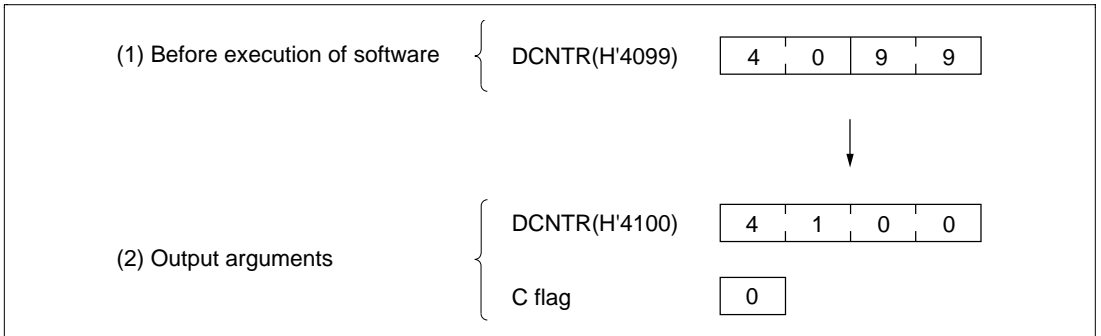 (1) Before execution of software DCNTR(H'4099) 4 0 9 9
DCNTR(H'4100) 4 1 0 0
(2) Output arguments
C flag 0